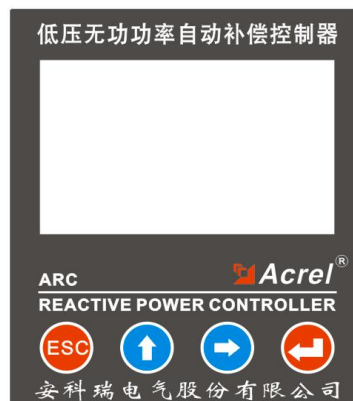 低压无功功率自动补偿控制器
Acrel®
ARC
REACTIVE POWER CONTROLLER
ESC
安科瑞电气股份有限公司